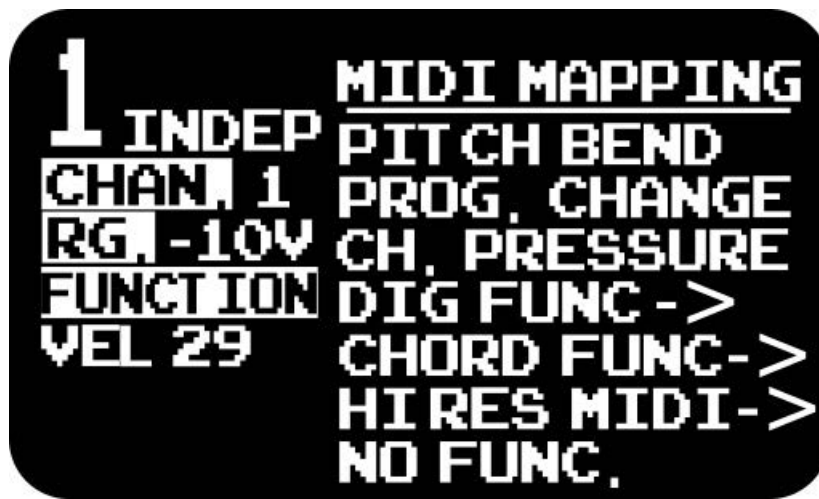 1 INDEP
CHAN. 1
RG. -10V
FUNCTION
VEL 29
MIDI MAPPING
PITCH BEND
PROG. CHANGE
CH. PRESSURE
DIG FUNC ->
CHORD FUNC->
HIRES MIDI->
NO FUNC.